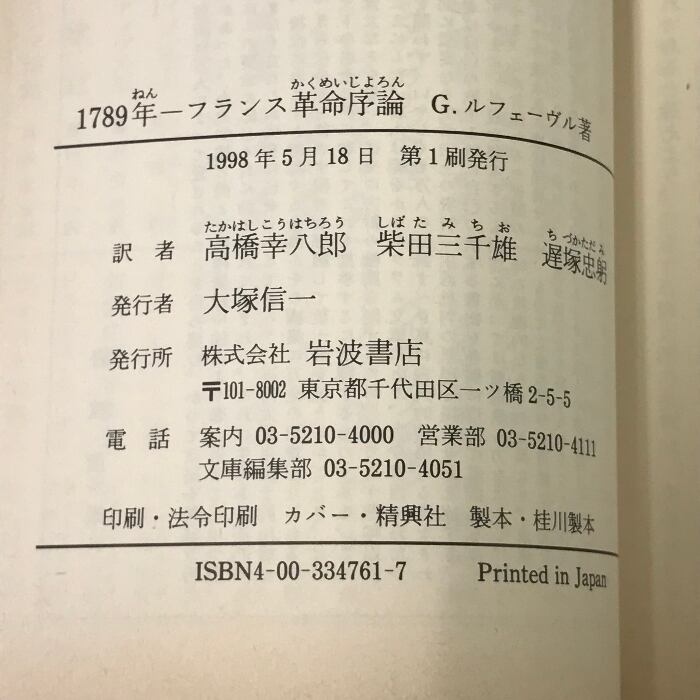 ねん かくめいじよろん
1789年―フランス革命序論 G. ルフェーヴル著
1998年5月18日 第1刷発行
たかはしこうはちろう しばたみちお ちづかただみ
訳者 高橋幸八郎 柴田三千雄 遅塚忠躬
発行者 大塚信一
発行所 株式会社 岩波書店
〒101-8002 東京都千代田区一ツ橋2-5-5
電話 案内 03-5210-4000 営業部 03-5210-4111
文庫編集部 03-5210-4051
印刷・法令印刷 カバー・精興社 製本・桂川製本
ISBN4-00-334761-7 Printed in Japan